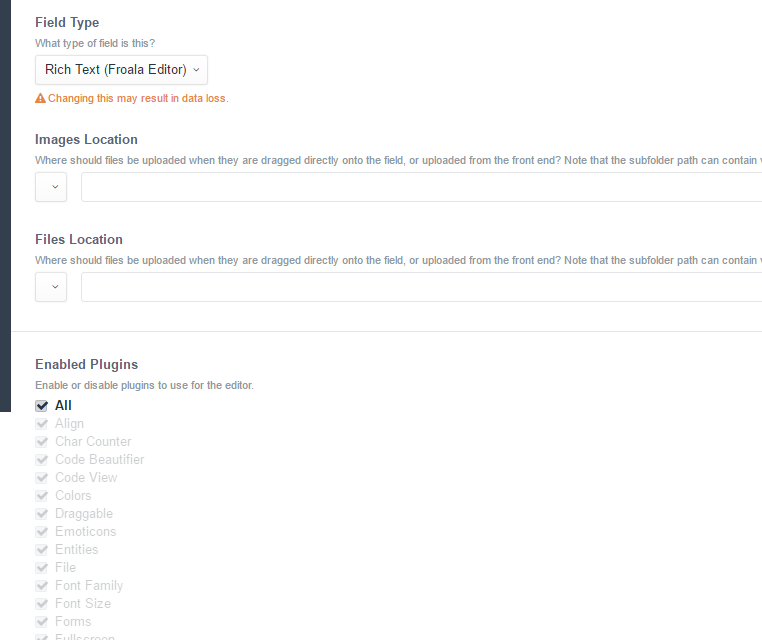 Field Type
What type of field is this?
Rich Text (Froala Editor)
Changing this may result in data loss.
Images Location
Where should files be uploaded when they are dragged directly onto the field, or uploaded from the front end? Note that the subfolder path can contain
Files Location
Where should files be uploaded when they are dragged directly onto the field, or uploaded from the front end? Note that the subfolder path can contain
Enabled Plugins
Enable or disable plugins to use for the editor.
All
Align
Char Counter
Code Beautifier
Code View
Colors
Draggable
Emoticons
Entities
File
Font Family
Font Size
Forms
Fullscreen